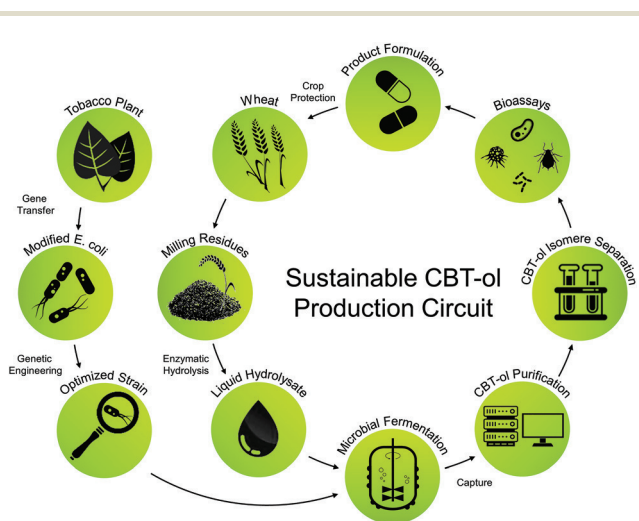 Product Formulation
Crop
Protection
Wheat
Bioassays
Tobacco Plant
Gene
Transfer
Modified E. coli
Milling Residues
Sustainable CBT-ol
Production Circuit
CBT-ol Isomere Separation
Genetic
Engineering
Enzymatic
Hydrolysis
Optimized Strain
Liquid Hydrolysate
Microbial Fermentation
CBT-ol Purification
Capture